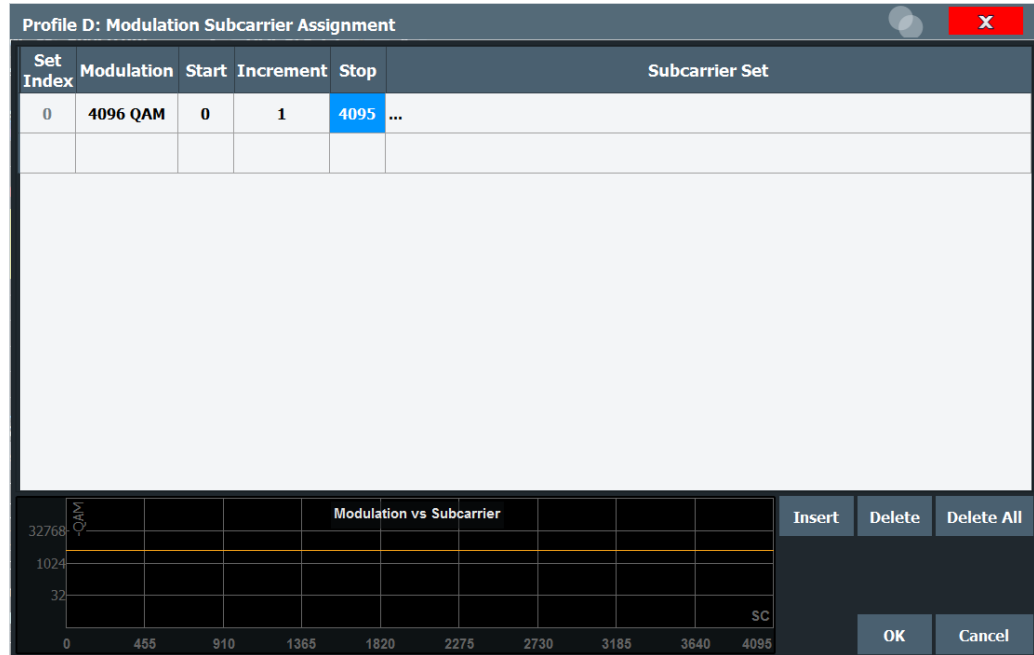 Profile D: Modulation Subcarrier Assignment X
Set Index Modulation Start Increment Stop Subcarrier Set
0 4096 QAM 0 1 4095 ...
Modulation vs Subcarrier
-QAM
32768
1024
32
SC
0 455 910 1365 1820 2275 2730 3185 3640 4095
Insert Delete Delete All
OK Cancel